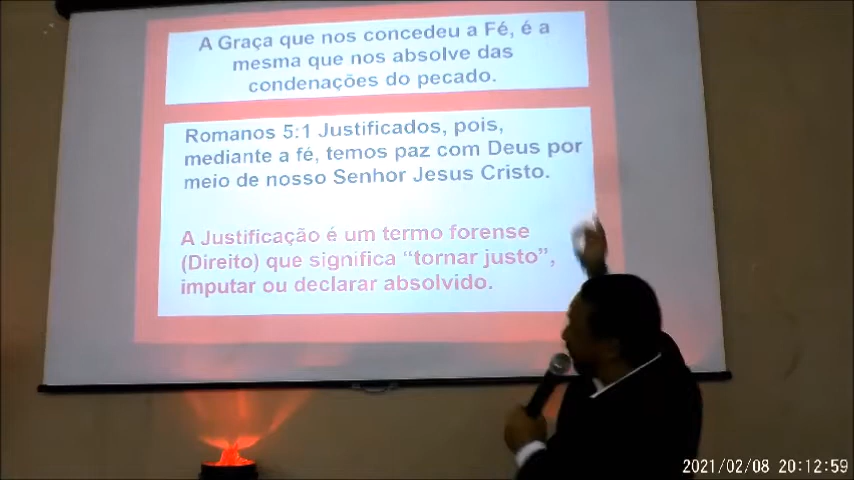 A Graça que nos concedeu a Fé, é a
mesma que nos absolve das
condenações do pecado.
Romanos 5:1 Justificados, pois,
mediante a fé, temos paz com Deus por
meio de nosso Senhor Jesus Cristo.
A Justificação é um termo forense
(Direito) que significa “tornar justo”,
imputar ou declarar absolvido.
2021/02/08 20:12:59